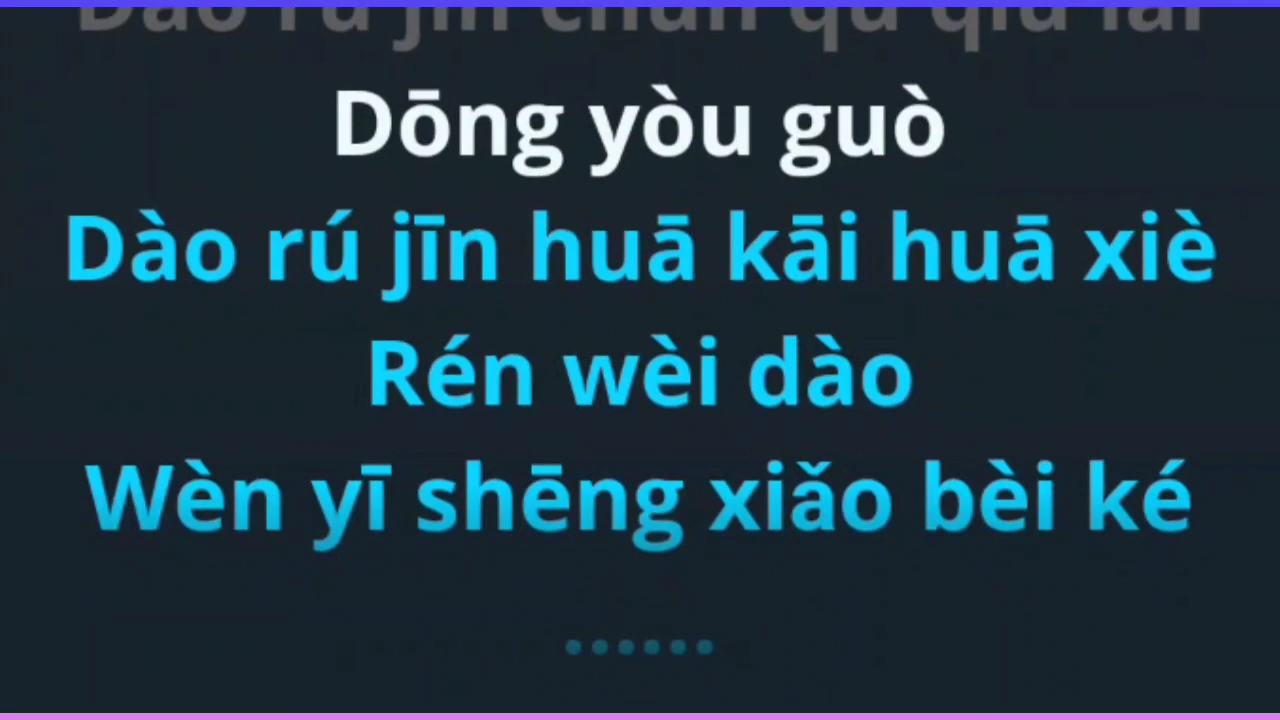 Dào rú jīn chūn qù qiū lái
Dōng yòu guò
Dào rú jīn huā kāi huā xiè
Rén wèi dào
Wèn yī shēng xiǎo bèi ké
......